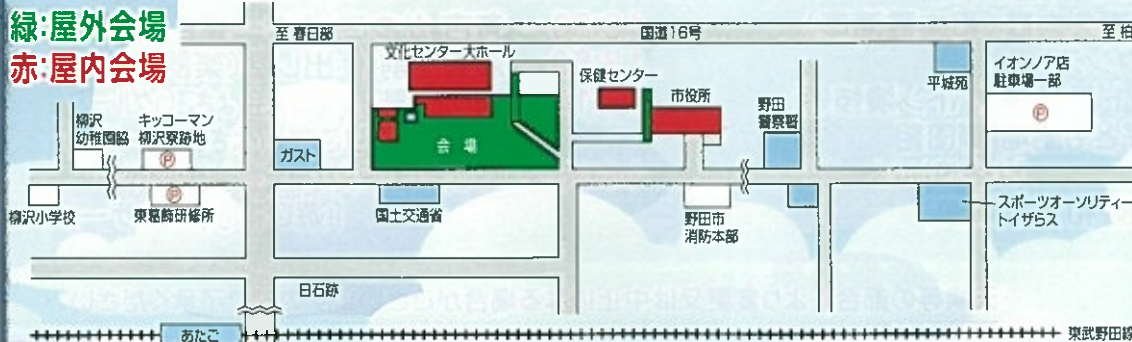 緑:屋外会場
赤:屋内会場
至 春日部
国道16号
至 柏
文化センター大ホール
保健センター
市役所
野田
警察署
平城苑
イオンノア店
駐車場一部
Ⓟ
柳沢
幼稚園脇
キッコーマン
柳沢寮跡地
Ⓟ
ガスト
会 場
柳沢小学校
Ⓟ
東葛飾研修所
国土交通省
野田市
消防本部
スポーツオーソリティー
トイザらス
日石跡
あたご
東武野田線